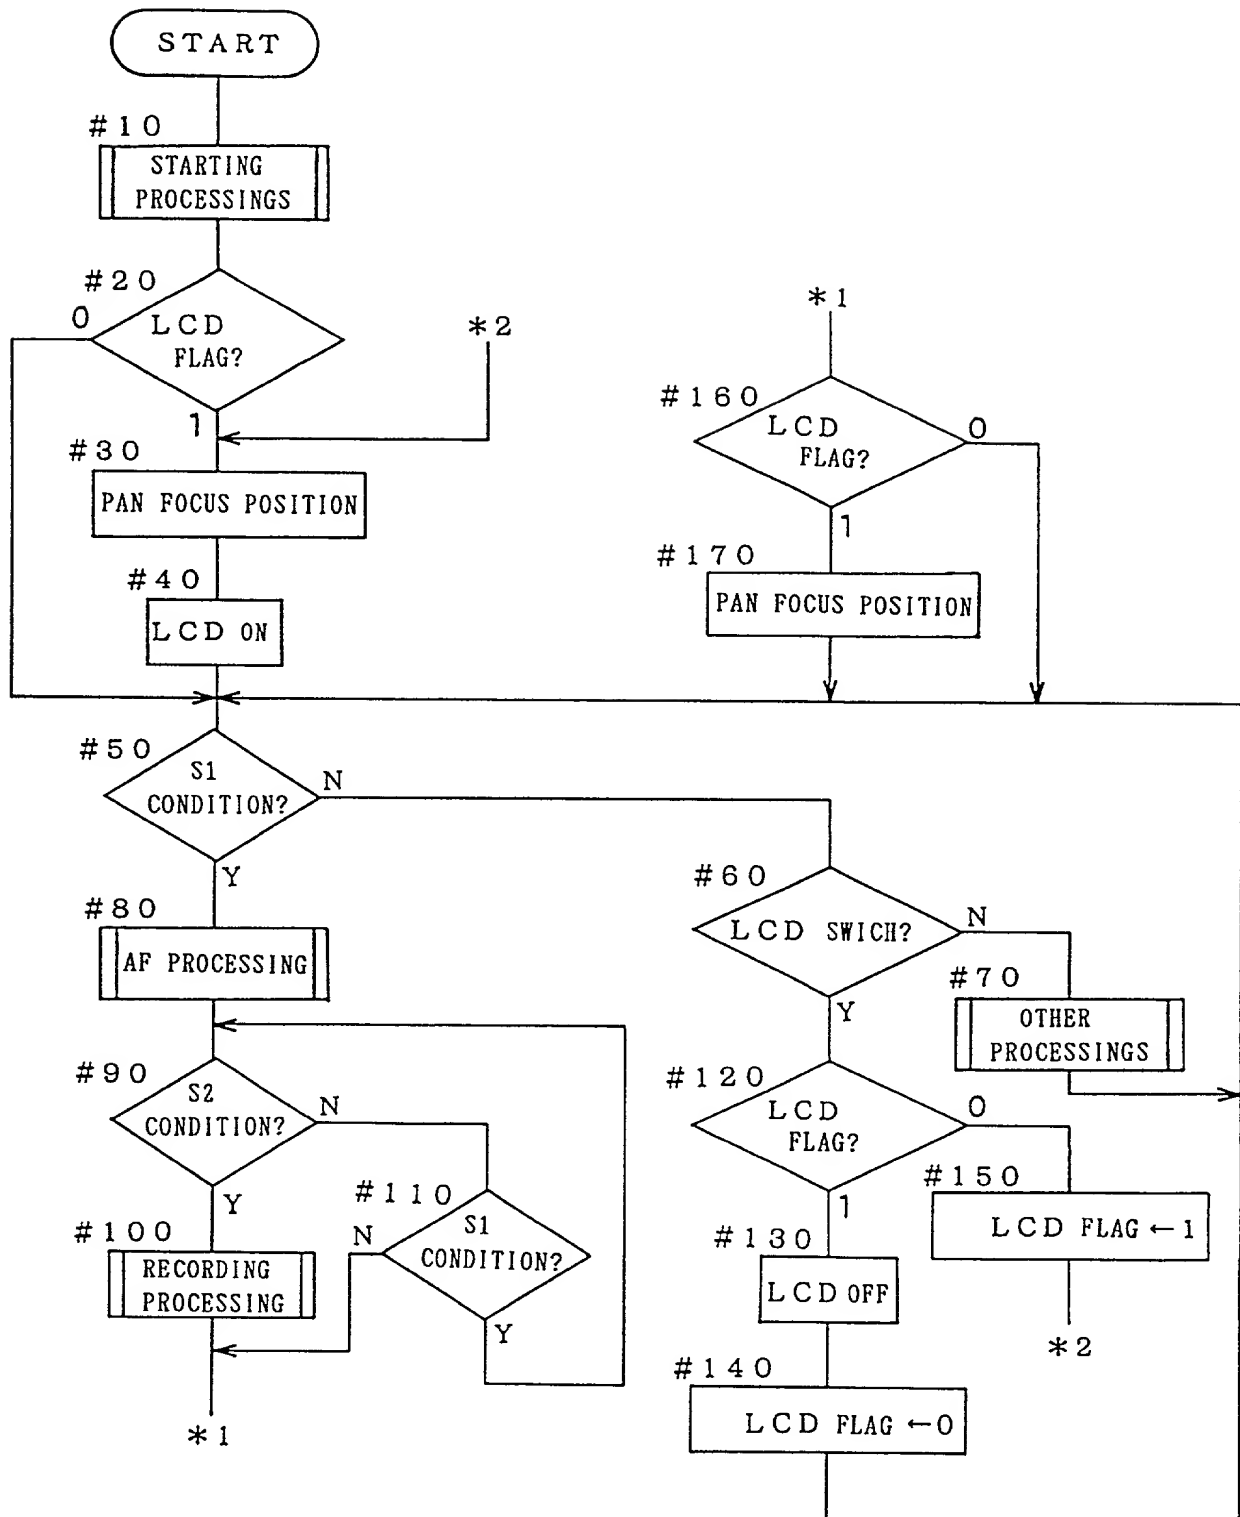 START
#10
STARTING
PROCESSINGS
#20
0
LCD
FLAG?
1
*2
#30
PAN FOCUS POSITION
#40
LCD ON
*1
#160
LCD
FLAG?
0
1
#170
PAN FOCUS POSITION
#50
S1
CONDITION?
N
Y
#60
LCD SWICH?
N
Y
#70
OTHER
PROCESSINGS
#80
AF PROCESSING
#90
S2
CONDITION?
N
Y
#100
RECORDING
PROCESSING
*1
#110
S1
CONDITION?
N
Y
#120
LCD
FLAG?
0
1
#130
LCD OFF
#140
LCD FLAG ←0
#150
LCD FLAG ←1
*2